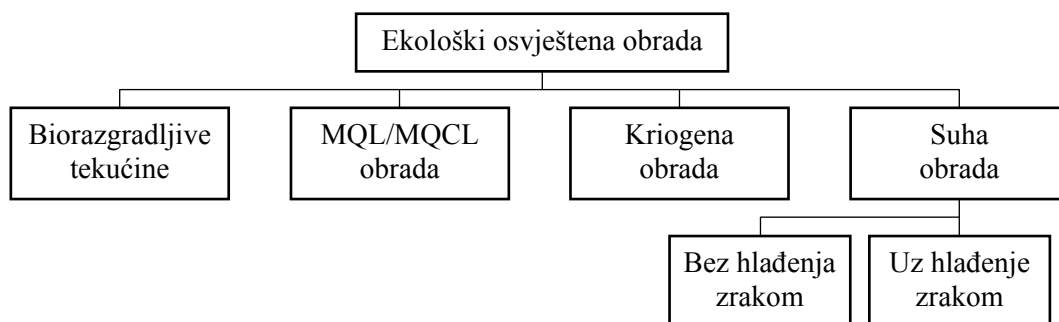 Ekološki osvještena obrada
Biorazgradljive
tekućine
MQL/MQCL
obrada
Kriogena
obrada
Suha
obrada
Bez hlađenja
zrakom
Uz hlađenje
zrakom